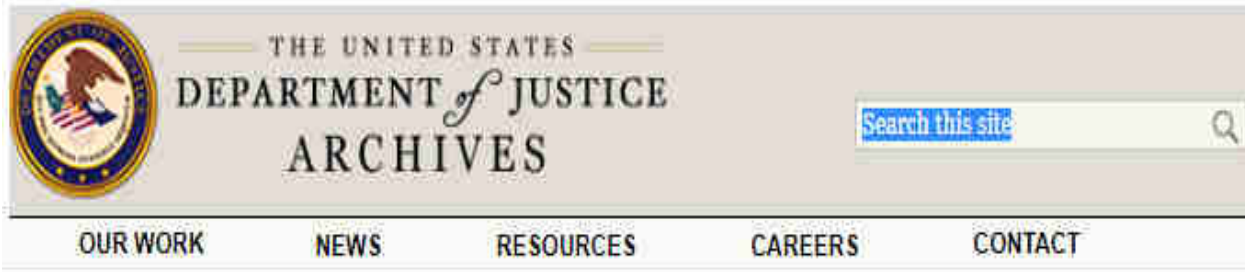 THE UNITED STATES
DEPARTMENT of JUSTICE
ARCHIVES
Search this site
OUR WORK NEWS RESOURCES CAREERS CONTACT